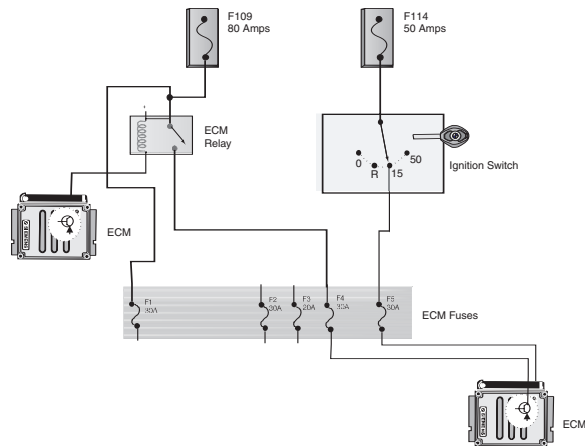 F109
80 Amps
F114
50 Amps
ECM
Relay
0
R
15
50
Ignition Switch
ECM
F1
30A
F2
30A
F3
20A
F4
30A
F5
30A
ECM Fuses
ECM